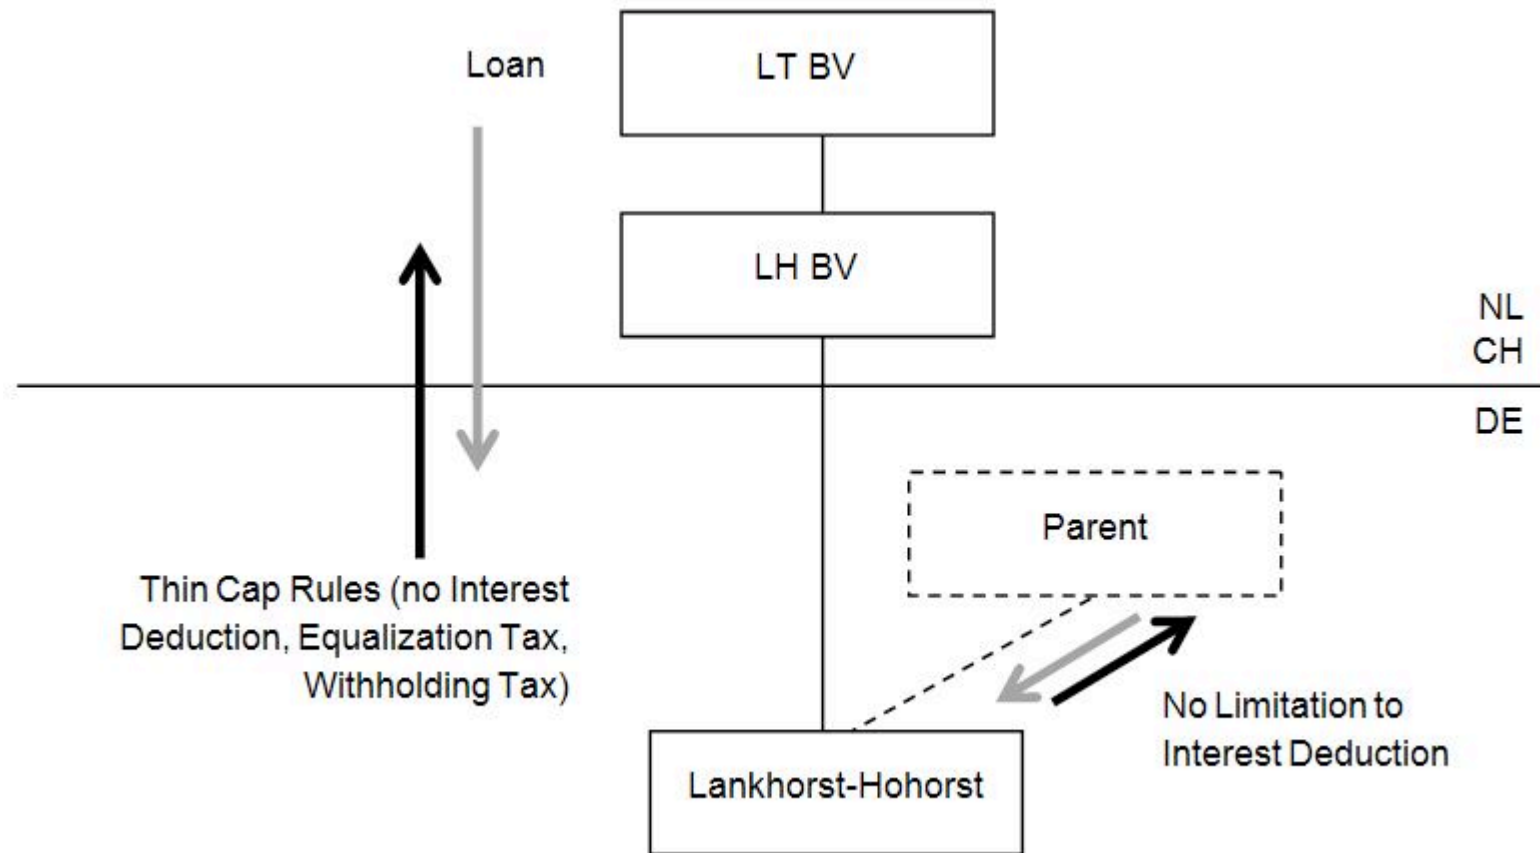 Loan
LT BV
LH BV
NL
CH
DE
Parent
Thin Cap Rules (no Interest
Deduction, Equalization Tax,
Withholding Tax)
No Limitation to
Interest Deduction
Lankhorst-Hohorst